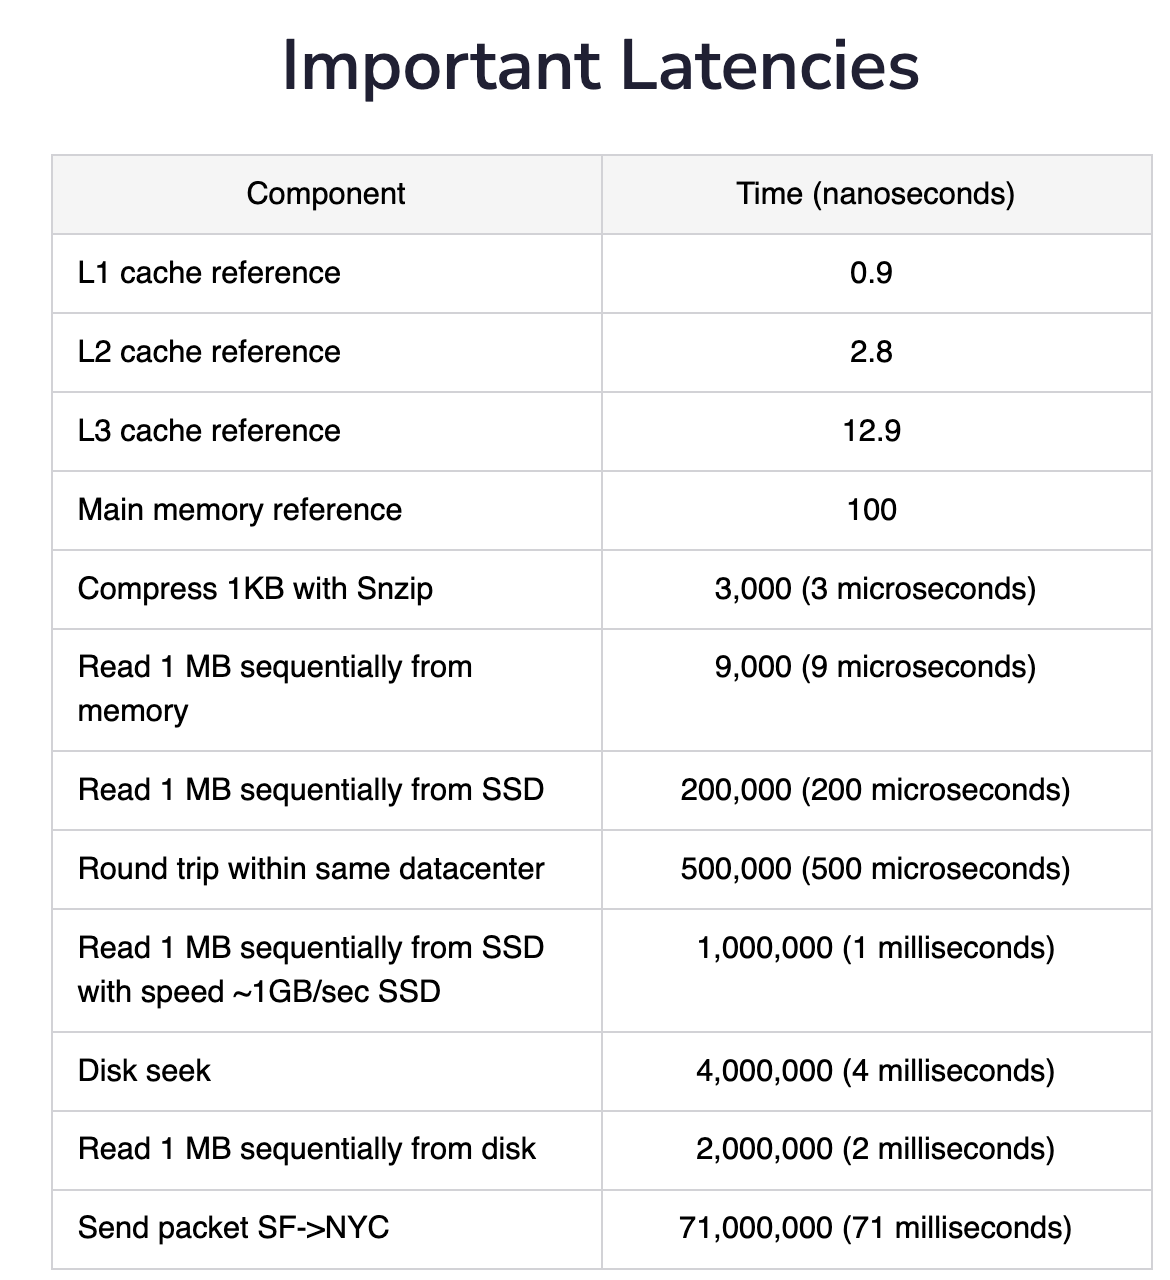 Important Latencies
Component Time (nanoseconds)
L1 cache reference 0.9
L2 cache reference 2.8
L3 cache reference 12.9
Main memory reference 100
Compress 1KB with Snzip 3,000 (3 microseconds)
Read 1 MB sequentially from 9,000 (9 microseconds)
memory
Read 1 MB sequentially from SSD 200,000 (200 microseconds)
Round trip within same datacenter 500,000 (500 microseconds)
Read 1 MB sequentially from SSD 1,000,000 (1 milliseconds)
with speed ~1GB/sec SSD
Disk seek 4,000,000 (4 milliseconds)
Read 1 MB sequentially from disk 2,000,000 (2 milliseconds)
Send packet SF->NYC 71,000,000 (71 milliseconds)